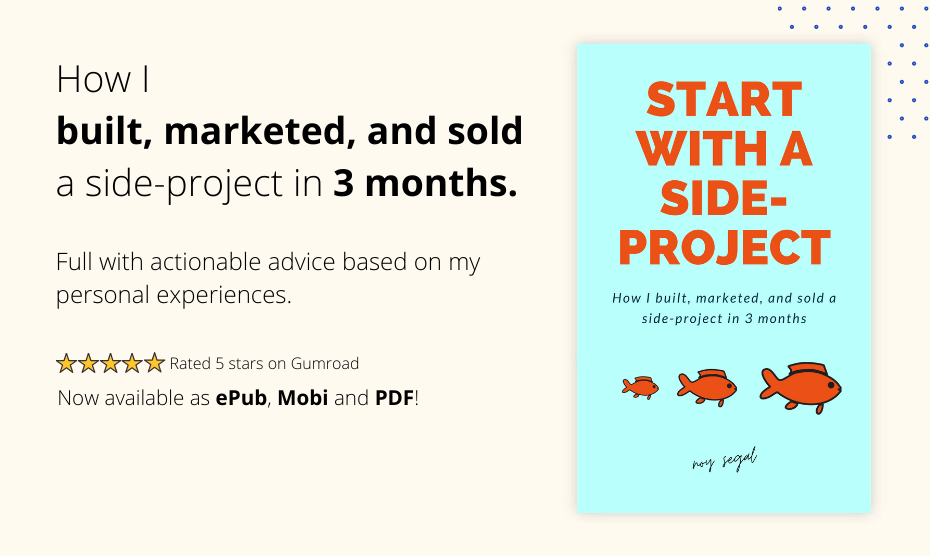 How I
built, marketed, and sold
a side-project in 3 months.
Full with actionable advice based on my
personal experiences.
Rated 5 stars on Gumroad
Now available as ePub, Mobi and PDF!
START
WITH A
SIDE-
PROJECT
How I built, marketed, and sold a
side-project in 3 months
noy segal